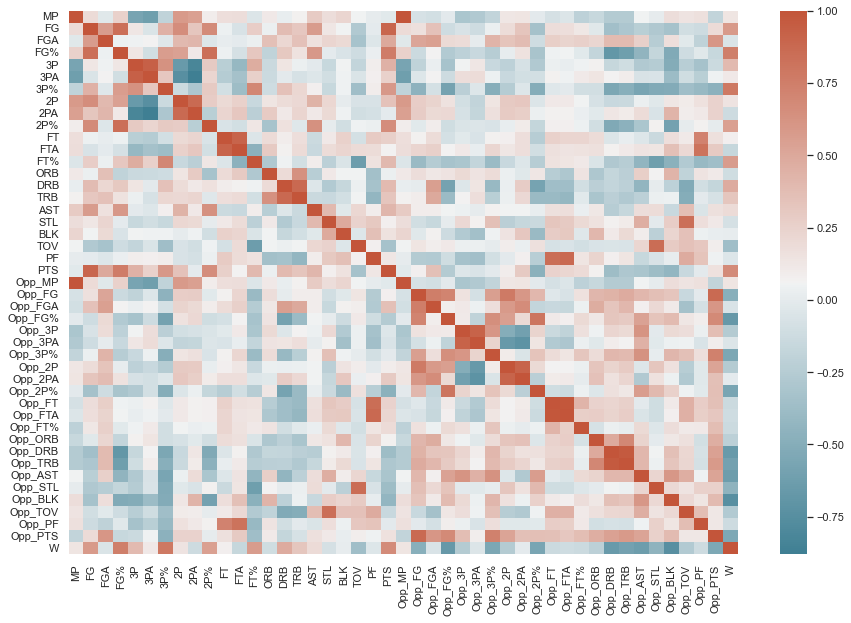 MP
FG
FGA
FG%
3P
3PA
3P%
2P
2PA
2P%
FT
FTA
FT%
ORB
DRB
TRB
AST
STL
BLK
TOV
PF
PTS
Opp_MP
Opp_FG
Opp_FGA
Opp_FG%
Opp_3P
Opp_3PA
Opp_3P%
Opp_2P
Opp_2PA
Opp_2P%
Opp_FT
Opp_FTA
Opp_FT%
Opp_ORB
Opp_DRB
Opp_TRB
Opp_AST
Opp_STL
Opp_BLK
Opp_TOV
Opp_PF
Opp_PTS
W
MP
FG
FGA
FG%
3P
3PA
3P%
2P
2PA
2P%
FT
FTA
FT%
ORB
DRB
TRB
AST
STL
BLK
TOV
PF
PTS
Opp_MP
Opp_FG
Opp_FGA
Opp_FG%
Opp_3P
Opp_3PA
Opp_3P%
Opp_2P
Opp_2PA
Opp_2P%
Opp_FT
Opp_FTA
Opp_FT%
Opp_ORB
Opp_DRB
Opp_TRB
Opp_AST
Opp_STL
Opp_BLK
Opp_TOV
Opp_PF
Opp_PTS
W
1.00
0.75
0.50
0.25
0.00
−0.25
−0.50
−0.75